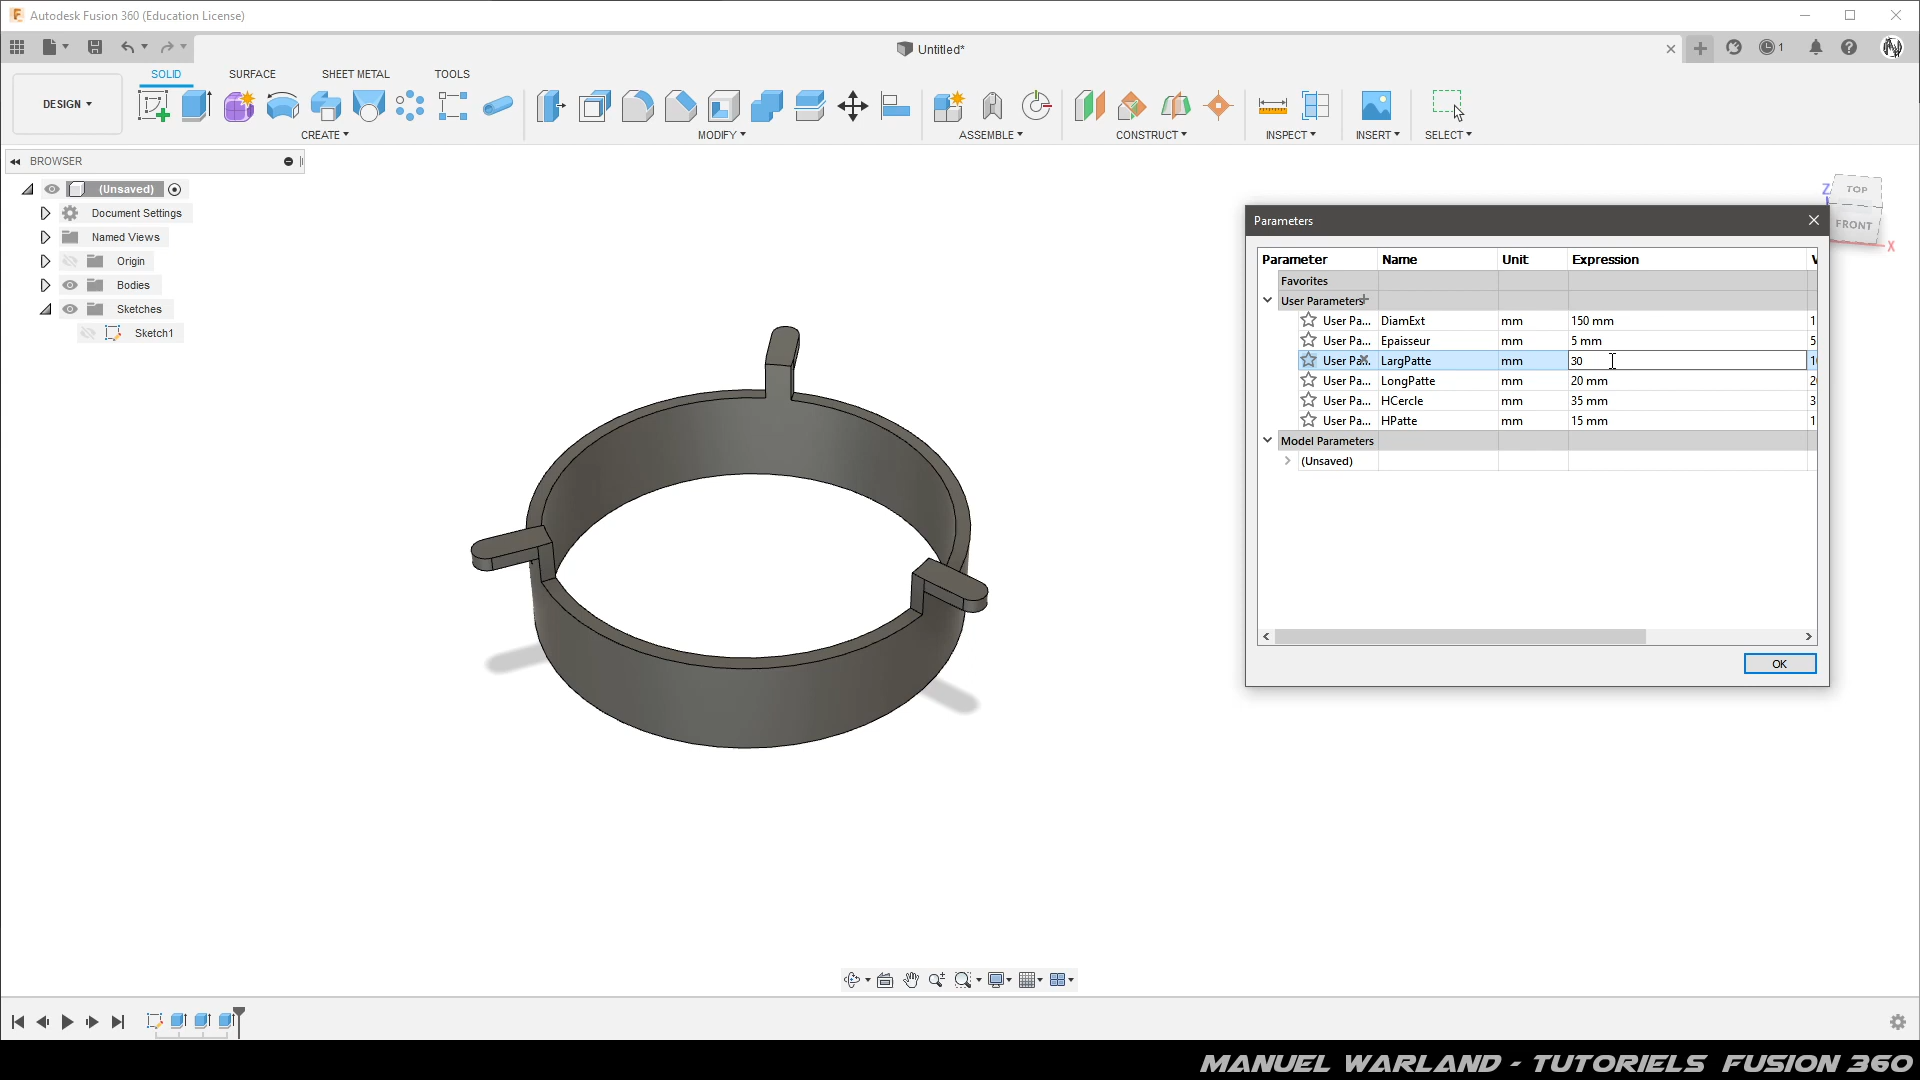 Autodesk Fusion 360 (Education License)
Untitled*
1
DESIGN
SOLID
SURFACE
SHEET METAL
TOOLS
CREATE
MODIFY
ASSEMBLE
CONSTRUCT
INSPECT
INSERT
SELECT
BROWSER
(Unsaved)
Document Settings
Named Views
Origin
Bodies
Sketches
Sketch1
TOP
FRONT
Z
X
Parameters
Parameter Name Unit Expression
Favorites
User Parameters
User Pa... DiamExt mm 150 mm
User Pa... Epaisseur mm 5 mm
User Pa... LargPatte mm 30
User Pa... LongPatte mm 20 mm
User Pa... HCercle mm 35 mm
User Pa... HPatte mm 15 mm
Model Parameters
(Unsaved)
OK
MANUEL WARLAND - TUTORIELS FUSION 360